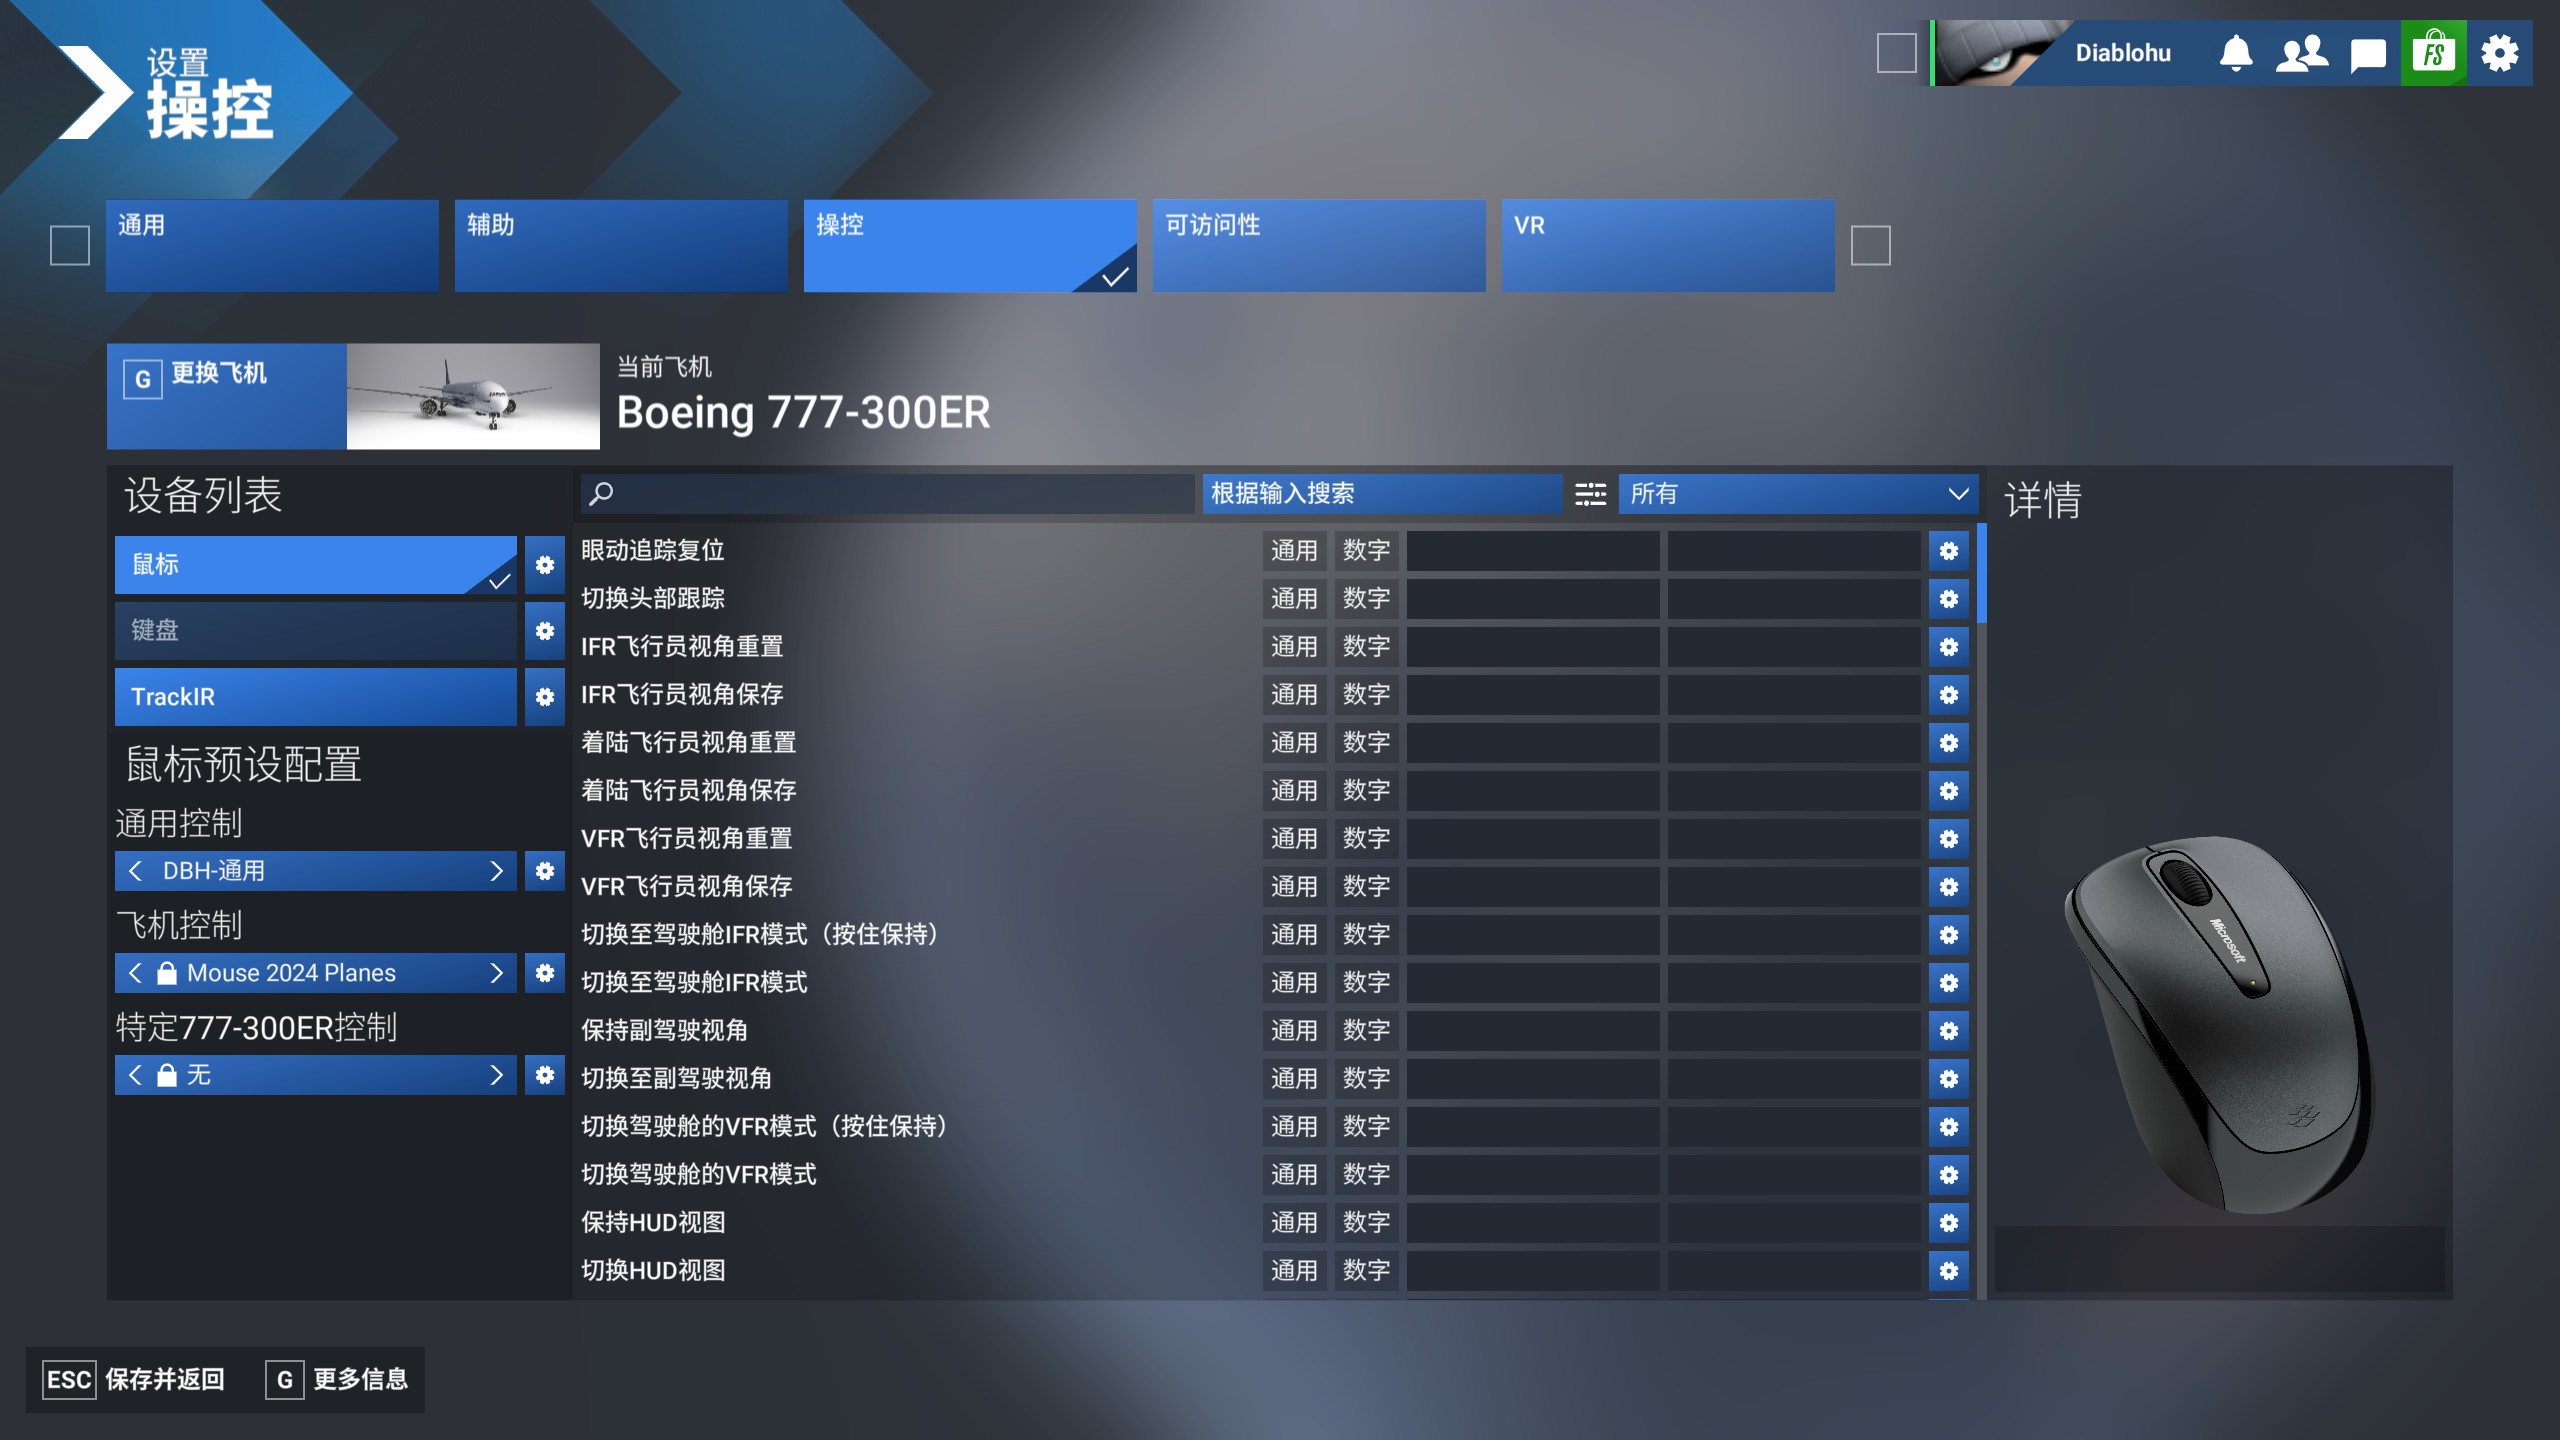 设置
操控
Diablohu
FS
通用
辅助
操控
可访问性
VR
G 更换飞机
当前飞机
Boeing 777-300ER
设备列表
鼠标
键盘
TrackIR
鼠标预设配置
通用控制
DBH-通用
飞机控制
Mouse 2024 Planes
特定777-300ER控制
无
根据输入搜索
所有
眼动追踪复位 通用 数字
切换头部跟踪 通用 数字
IFR飞行员视角重置 通用 数字
IFR飞行员视角保存 通用 数字
着陆飞行员视角重置 通用 数字
着陆飞行员视角保存 通用 数字
VFR飞行员视角重置 通用 数字
VFR飞行员视角保存 通用 数字
切换至驾驶舱IFR模式（按住保持） 通用 数字
切换至驾驶舱IFR模式 通用 数字
保持副驾驶视角 通用 数字
切换至副驾驶视角 通用 数字
切换驾驶舱的VFR模式（按住保持） 通用 数字
切换驾驶舱的VFR模式 通用 数字
保持HUD视图 通用 数字
切换HUD视图 通用 数字
详情
Microsoft
ESC 保存并返回
G 更多信息